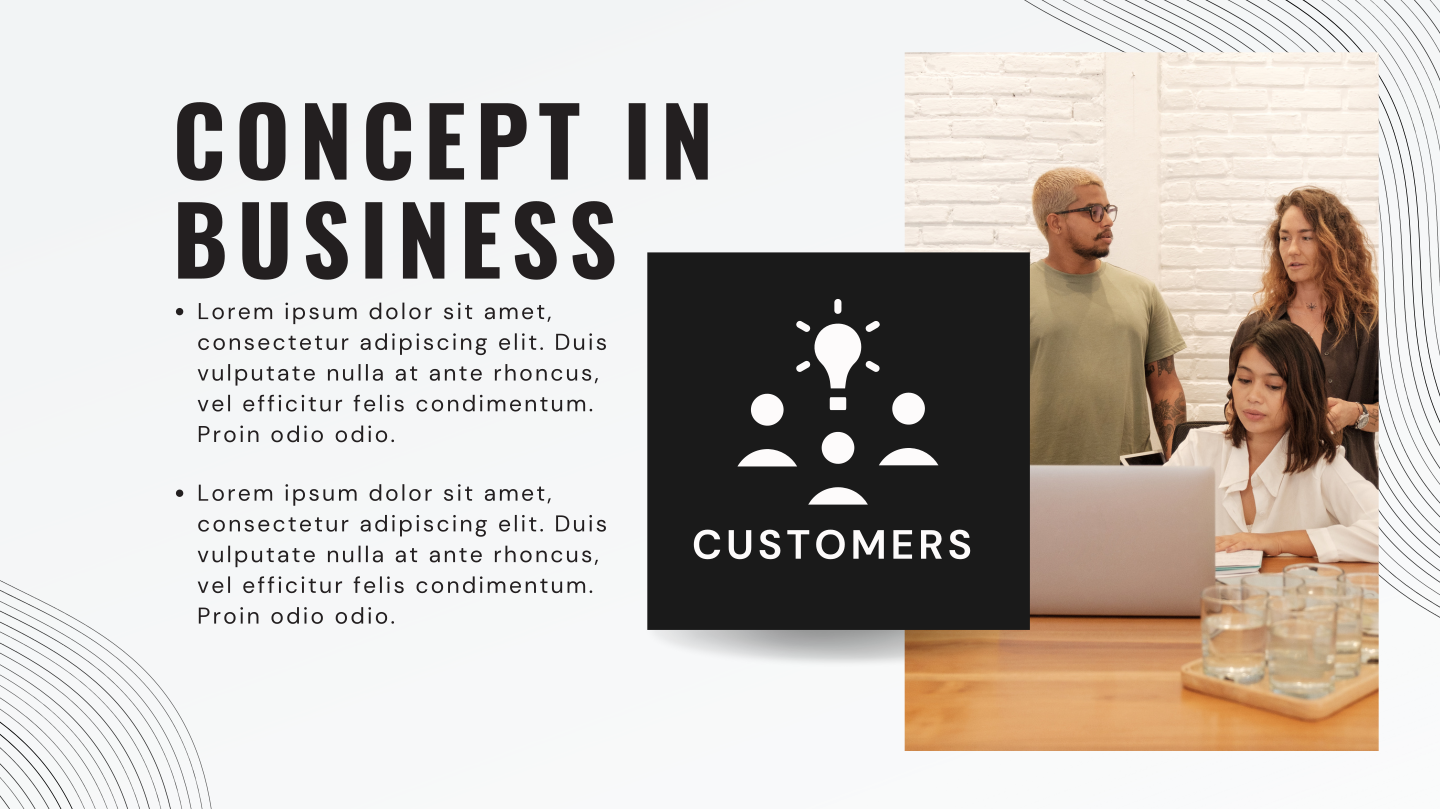 CONCEPT IN
BUSINESS
• Lorem ipsum dolor sit amet,
consectetur adipiscing elit. Duis
vulputate nulla at ante rhoncus,
vel efficitur felis condimentum.
Proin odio odio.
• Lorem ipsum dolor sit amet,
consectetur adipiscing elit. Duis
vulputate nulla at ante rhoncus,
vel efficitur felis condimentum.
Proin odio odio.
CUSTOMERS